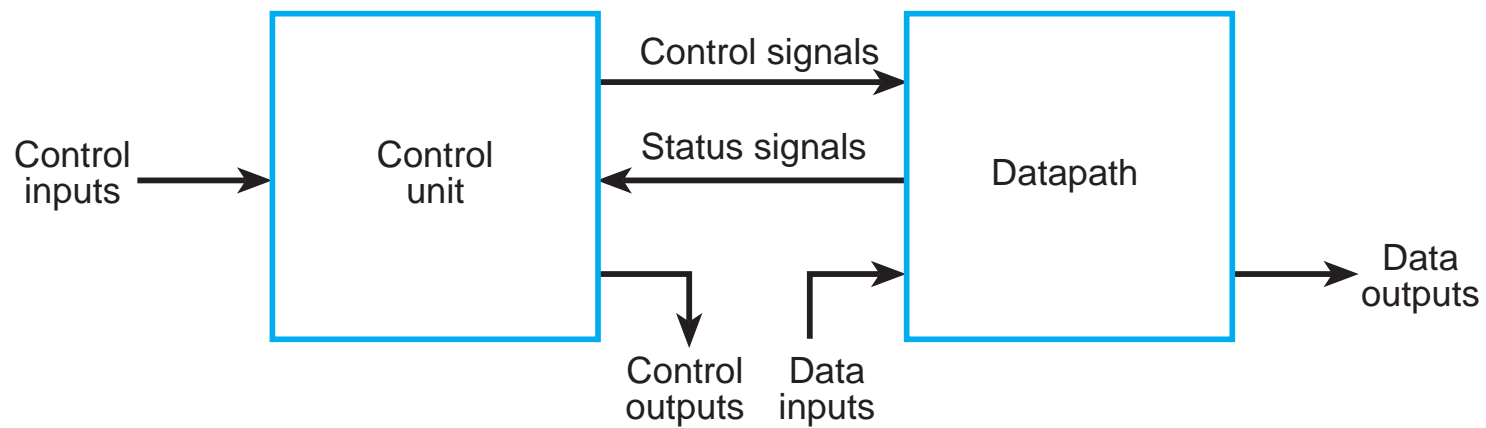 Control signals
Control
inputs
Control
unit
Status signals
Datapath
Data
outputs
Control
outputs
Data
inputs